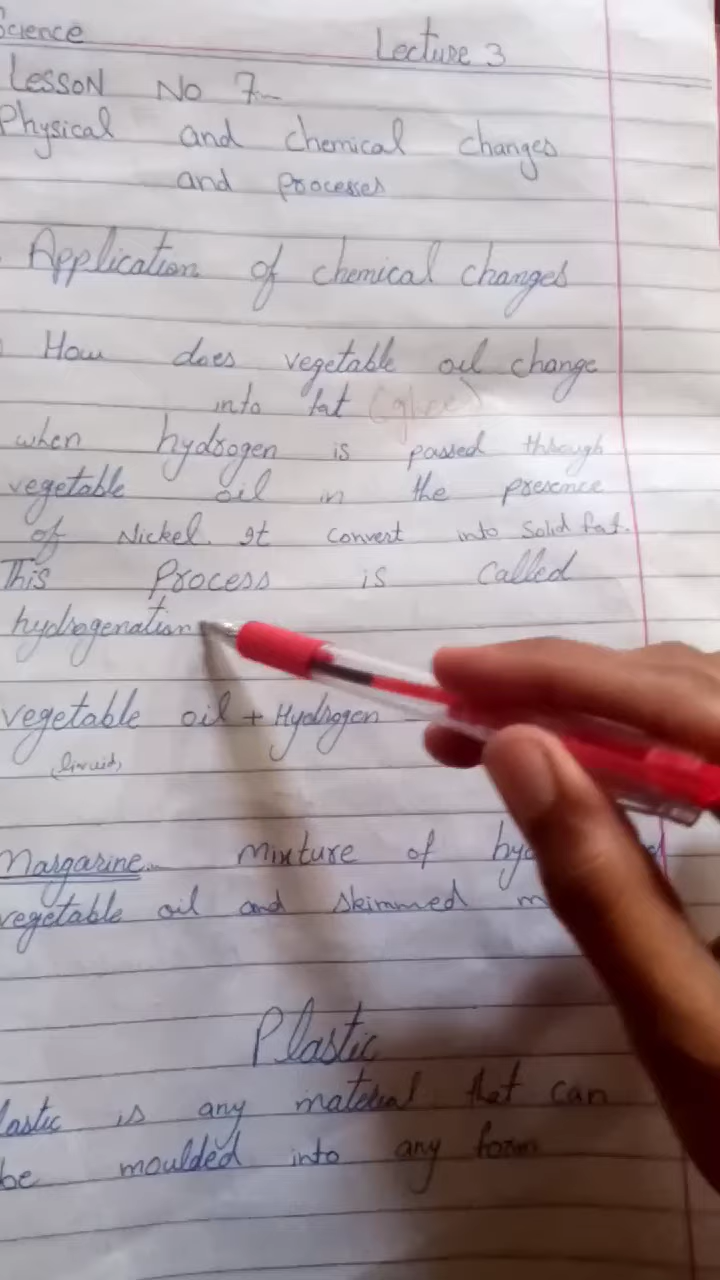 Science Lecture 3
Lesson No 7
Physical and chemical changes
and processes
Application of chemical changes
How does vegetable oil change
into fat (ghee)
when hydrogen is passed through
vegetable oil in the presence
of Nickel. It convert into solid fat.
This Process is called
hydrogenation
vegetable oil + Hydrogen
Margarine mixture of
vegetable oil and skimmed
Plastic
lastic is any material that can
be moulded into any form